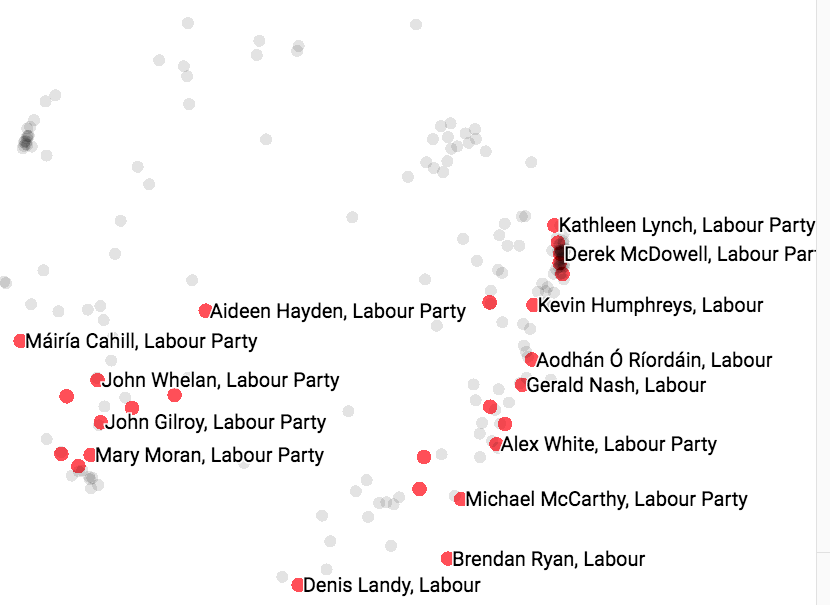 Kathleen Lynch, Labour Party
Derek McDowell, Labour Par
Kevin Humphreys, Labour
Aideen Hayden, Labour Party
Máiría Cahill, Labour Party
Aodhán Ó Ríordáin, Labour
John Whelan, Labour Party
Gerald Nash, Labour
John Gilroy, Labour Party
Alex White, Labour Party
Mary Moran, Labour Party
Michael McCarthy, Labour Party
Brendan Ryan, Labour
Denis Landy, Labour